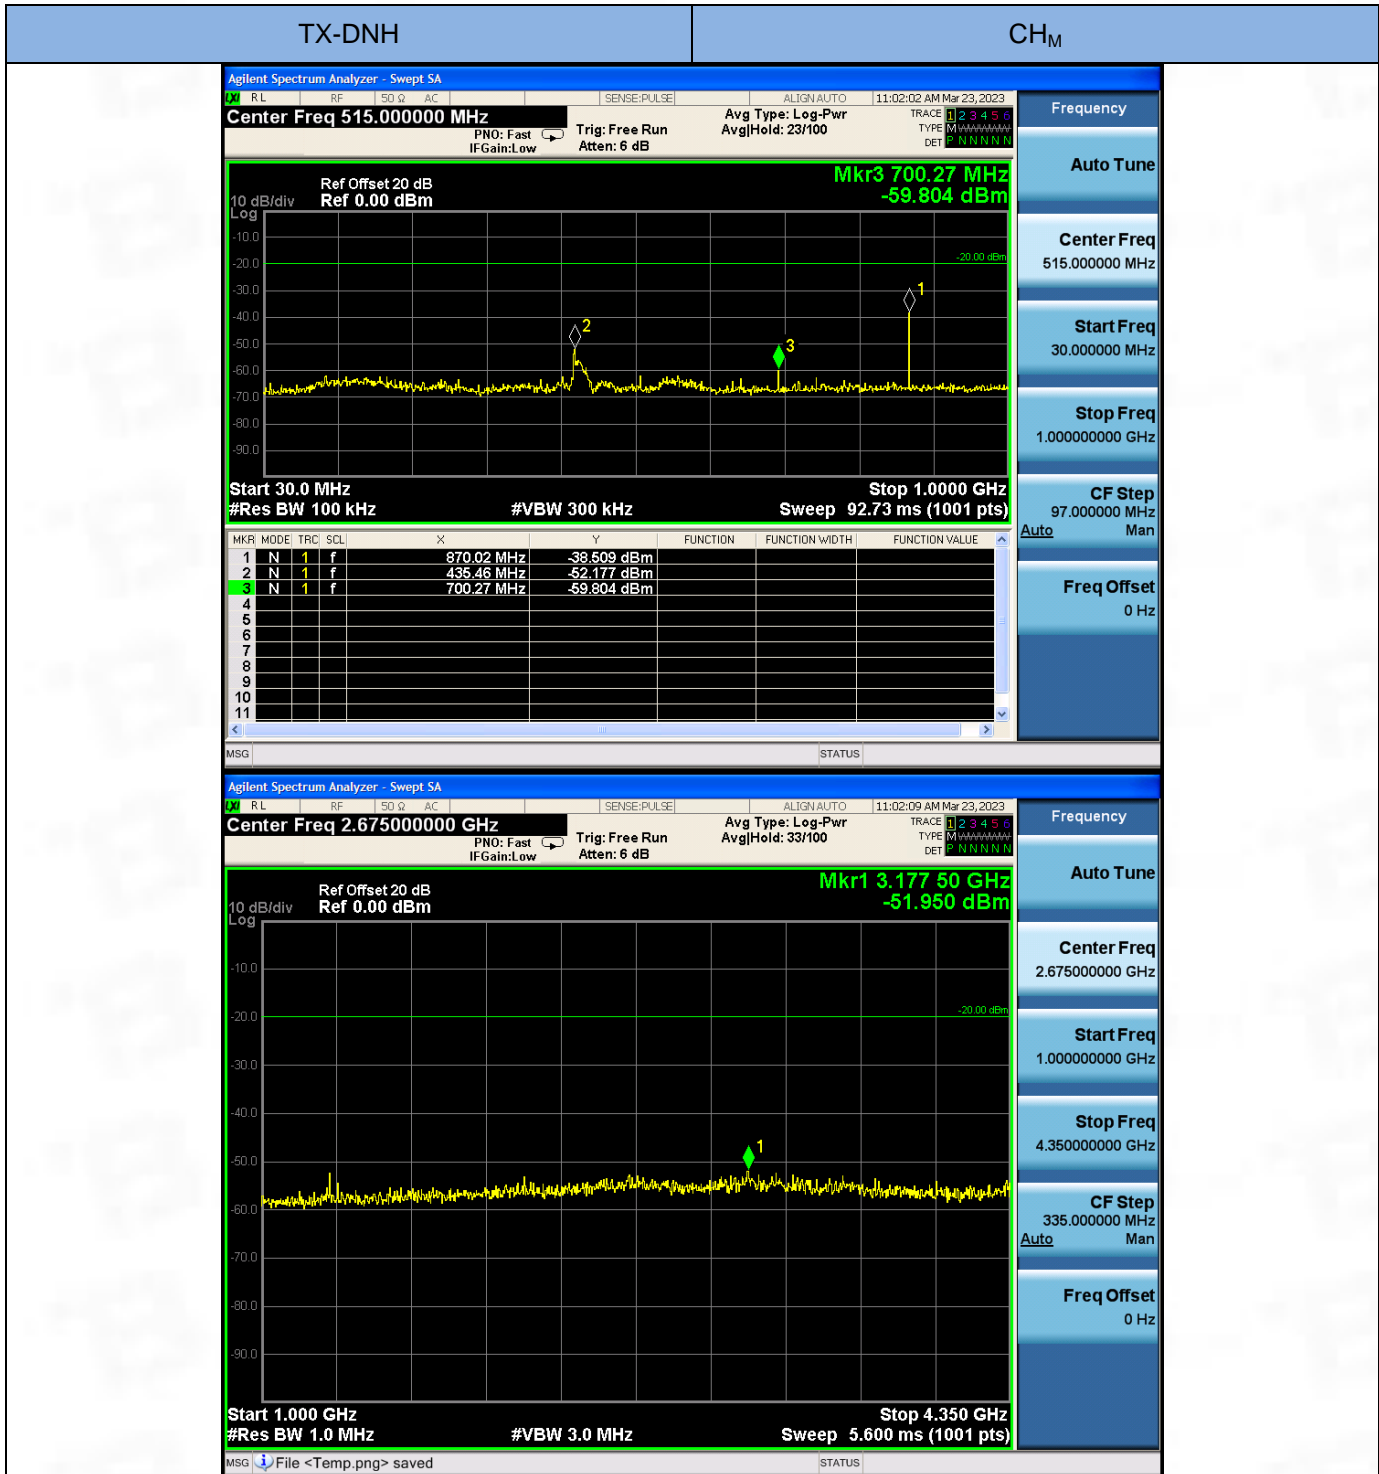 TX-DNH CH_M
Agilent Spectrum Analyzer - Swept SA
LXI RL RF 50 Ω AC SENSE:PULSE ALIGN AUTO 11:02:02 AM Mar 23, 2023
Center Freq 515.000000 MHz Avg Type: Log-Pwr TRACE 1 2 3 4 5 6
PNO: Fast Trig: Free Run Avg|Hold: 23/100 TYPE M
IFGain:Low Atten: 6 dB DET P N N N N N
Mkr3 700.27 MHz
-59.804 dBm
Ref Offset 20 dB
10 dB/div Ref 0.00 dBm
Log
-10.0
-20.0
-20.00 dBm
-30.0
1
-40.0
2
-50.0
3
-60.0
-70.0
-80.0
-90.0
Start 30.0 MHz Stop 1.0000 GHz
#Res BW 100 kHz #VBW 300 kHz Sweep 92.73 ms (1001 pts)
MKR MODE TRC SCL X Y FUNCTION FUNCTION WIDTH FUNCTION VALUE
1 N 1 f 870.02 MHz -38.509 dBm
2 N 1 f 435.46 MHz -52.177 dBm
3 N 1 f 700.27 MHz -59.804 dBm
4
5
6
7
8
9
10
11
MSG STATUS
Frequency
Auto Tune
Center Freq
515.000000 MHz
Start Freq
30.000000 MHz
Stop Freq
1.000000000 GHz
CF Step
97.000000 MHz
Auto Man
Freq Offset
0 Hz
Agilent Spectrum Analyzer - Swept SA
LXI RL RF 50 Ω AC SENSE:PULSE ALIGN AUTO 11:02:09 AM Mar 23, 2023
Center Freq 2.675000000 GHz Avg Type: Log-Pwr TRACE 1 2 3 4 5 6
PNO: Fast Trig: Free Run Avg|Hold: 33/100 TYPE M
IFGain:Low Atten: 6 dB DET P N N N N N
Mkr1 3.177 50 GHz
-51.950 dBm
Ref Offset 20 dB
10 dB/div Ref 0.00 dBm
Log
-10.0
-20.0
-20.00 dBm
-30.0
-40.0
1
-50.0
-60.0
-70.0
-80.0
-90.0
Start 1.000 GHz Stop 4.350 GHz
#Res BW 1.0 MHz #VBW 3.0 MHz Sweep 5.600 ms (1001 pts)
MSG File <Temp.png> saved STATUS
Frequency
Auto Tune
Center Freq
2.675000000 GHz
Start Freq
1.000000000 GHz
Stop Freq
4.350000000 GHz
CF Step
335.000000 MHz
Auto Man
Freq Offset
0 Hz